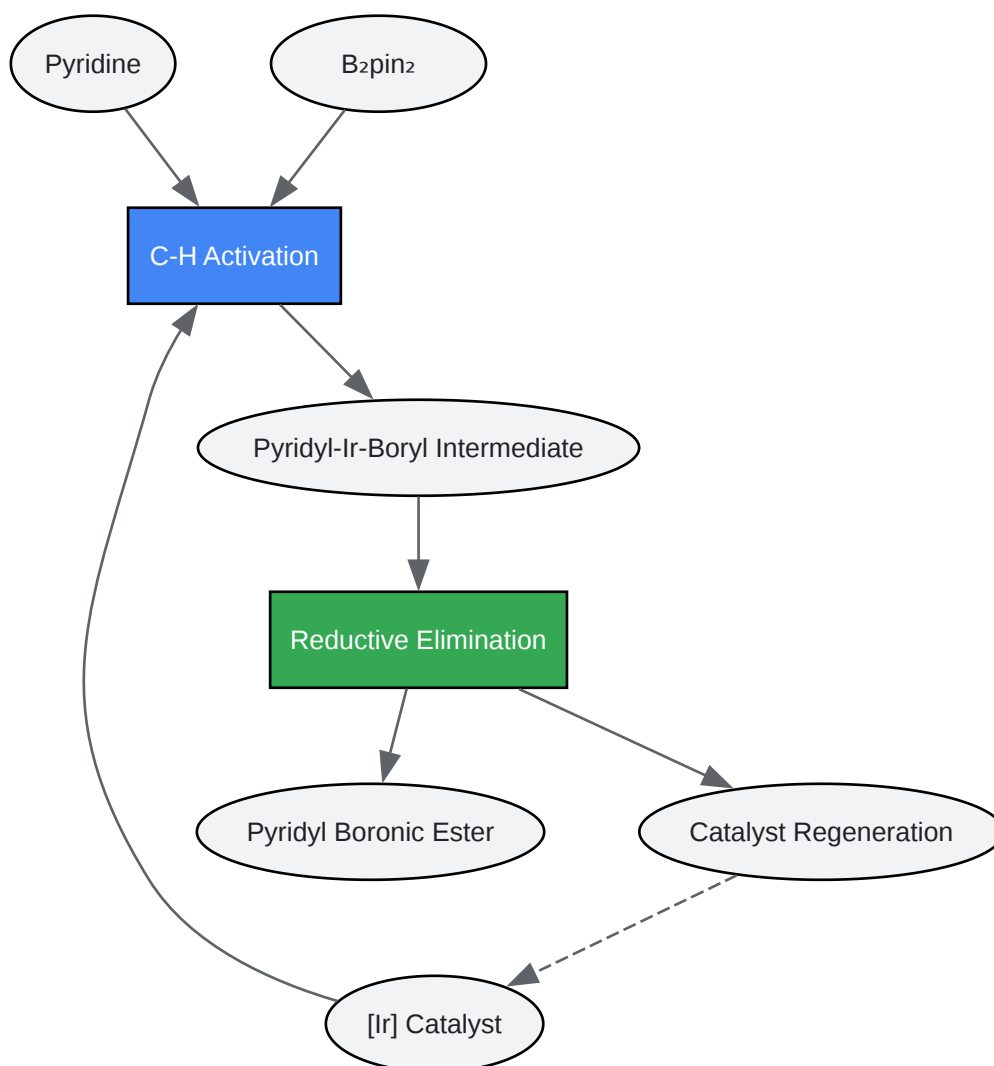 Pyridine
B₂pin₂
C-H Activation
Pyridyl-Ir-Boryl Intermediate
Reductive Elimination
Pyridyl Boronic Ester
Catalyst Regeneration
[Ir] Catalyst